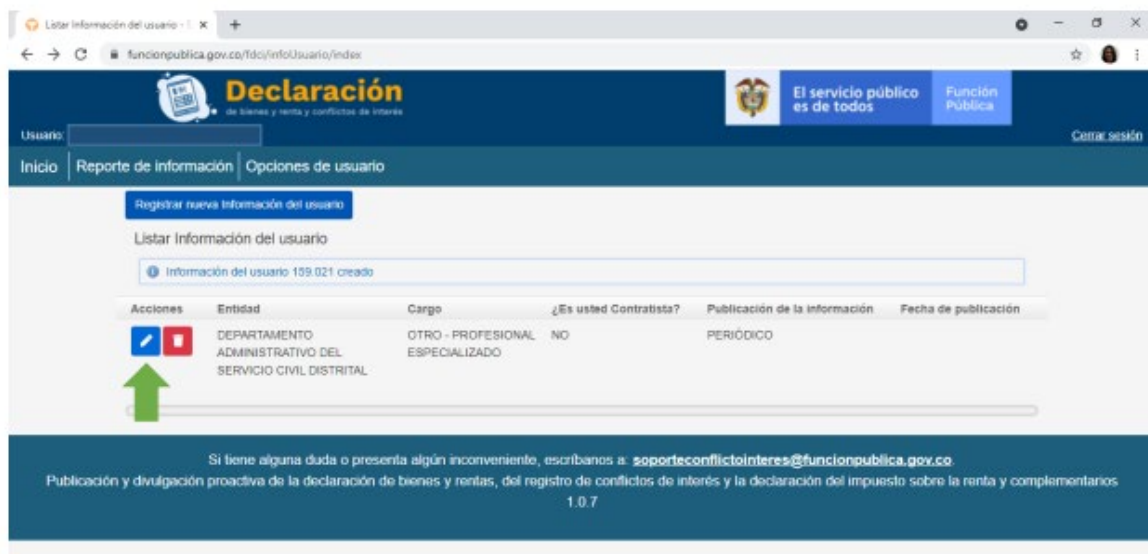 Listar Información del usuario -
funcionpublica.gov.co/fdci/infoUsuario/index
Declaración
de bienes y renta y conflictos de interés
El servicio público
es de todos
Función
Pública
Usuario:
Cerrar sesión
Inicio
Reporte de información
Opciones de usuario
Registrar nueva Información del usuario
Listar Información del usuario
Información del usuario 159.021 creado
Acciones Entidad Cargo ¿Es usted Contratista? Publicación de la información Fecha de publicación
DEPARTAMENTO OTRO - PROFESIONAL NO PERIÓDICO
ADMINISTRATIVO DEL ESPECIALIZADO
SERVICIO CIVIL DISTRITAL
Si tiene alguna duda o presenta algún inconveniente, escríbanos a: soporteconflictointeres@funcionpublica.gov.co.
Publicación y divulgación proactiva de la declaración de bienes y rentas, del registro de conflictos de interés y la declaración del impuesto sobre la renta y complementarios
1.0.7